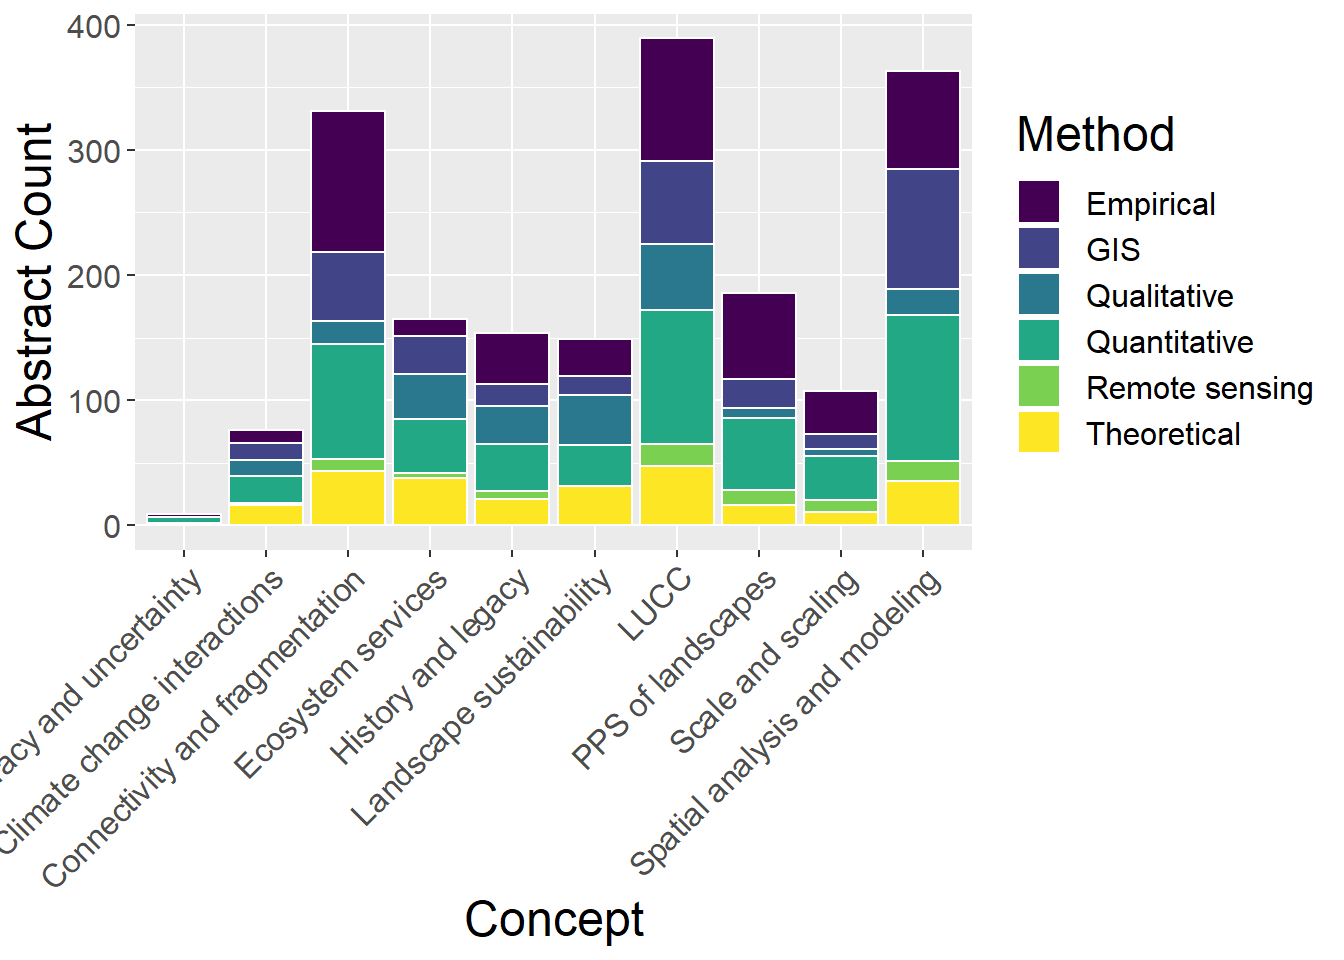 Abstract Count
400
300
200
100
0
and uncertainty
Climate change interactions
Connectivity and fragmentation
Ecosystem services
History and legacy
Landscape sustainability
LUCC
PPS of landscapes
Scale and scaling
Spatial analysis and modeling
Concept
Method
Empirical
GIS
Qualitative
Quantitative
Remote sensing
Theoretical